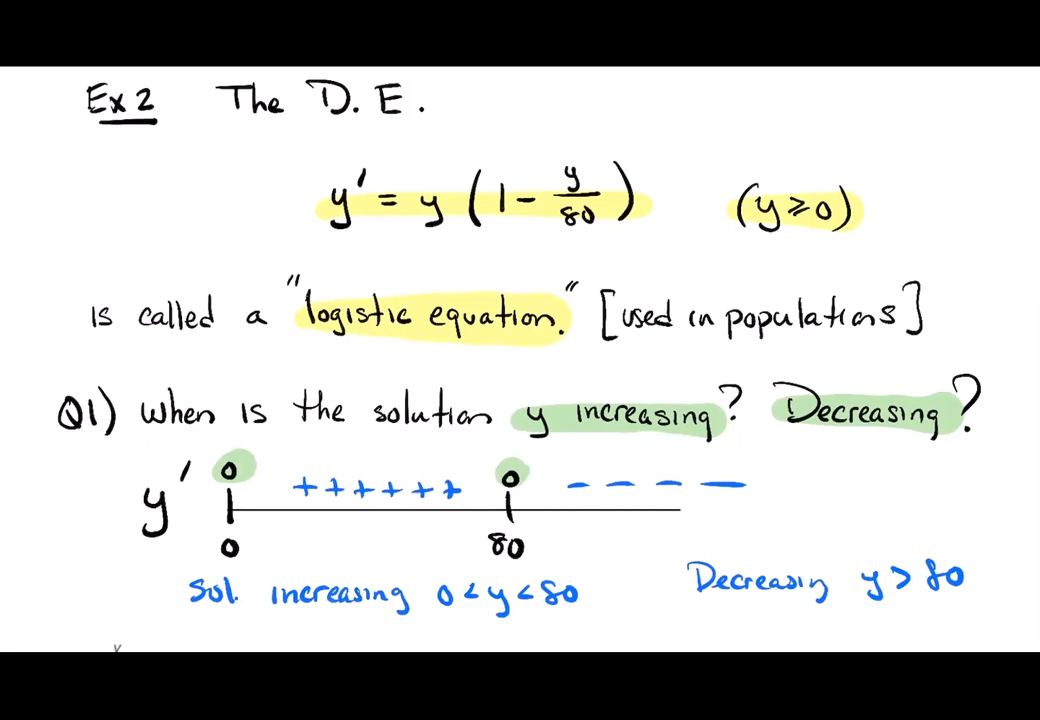 Ex 2 The D.E.
y' = y (1 - y/80) (y ≥ 0)
is called a "logistic equation." [used in populations]
Q1) When is the solution y increasing? Decreasing?
0 ++++++ 0 - - - -
y'
0 80
Sol. increasing 0 < y < 80 Decreasing y > 80